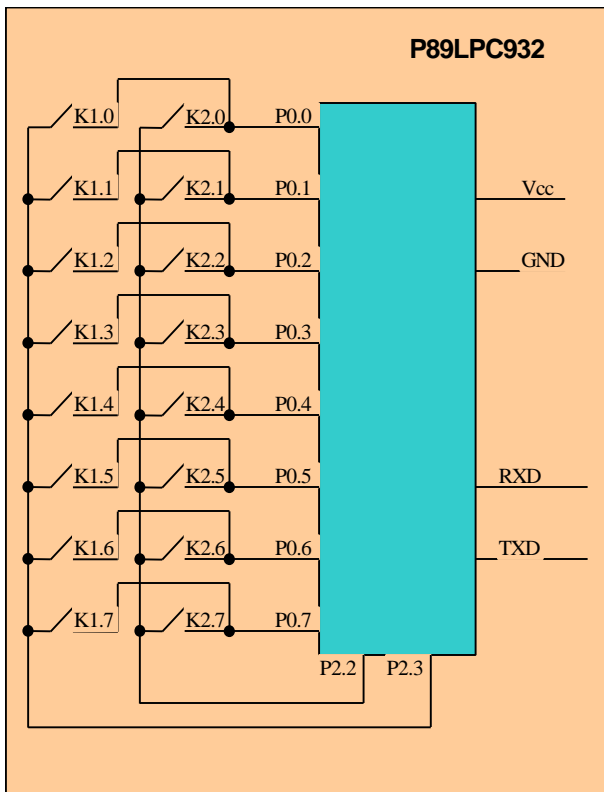 P89LPC932
K1.0 K2.0 P0.0
K1.1 K2.1 P0.1 Vcc
K1.2 K2.2 P0.2 GND
K1.3 K2.3 P0.3
K1.4 K2.4 P0.4
K1.5 K2.5 P0.5 RXD
K1.6 K2.6 P0.6 TXD
K1.7 K2.7 P0.7
P2.2 P2.3